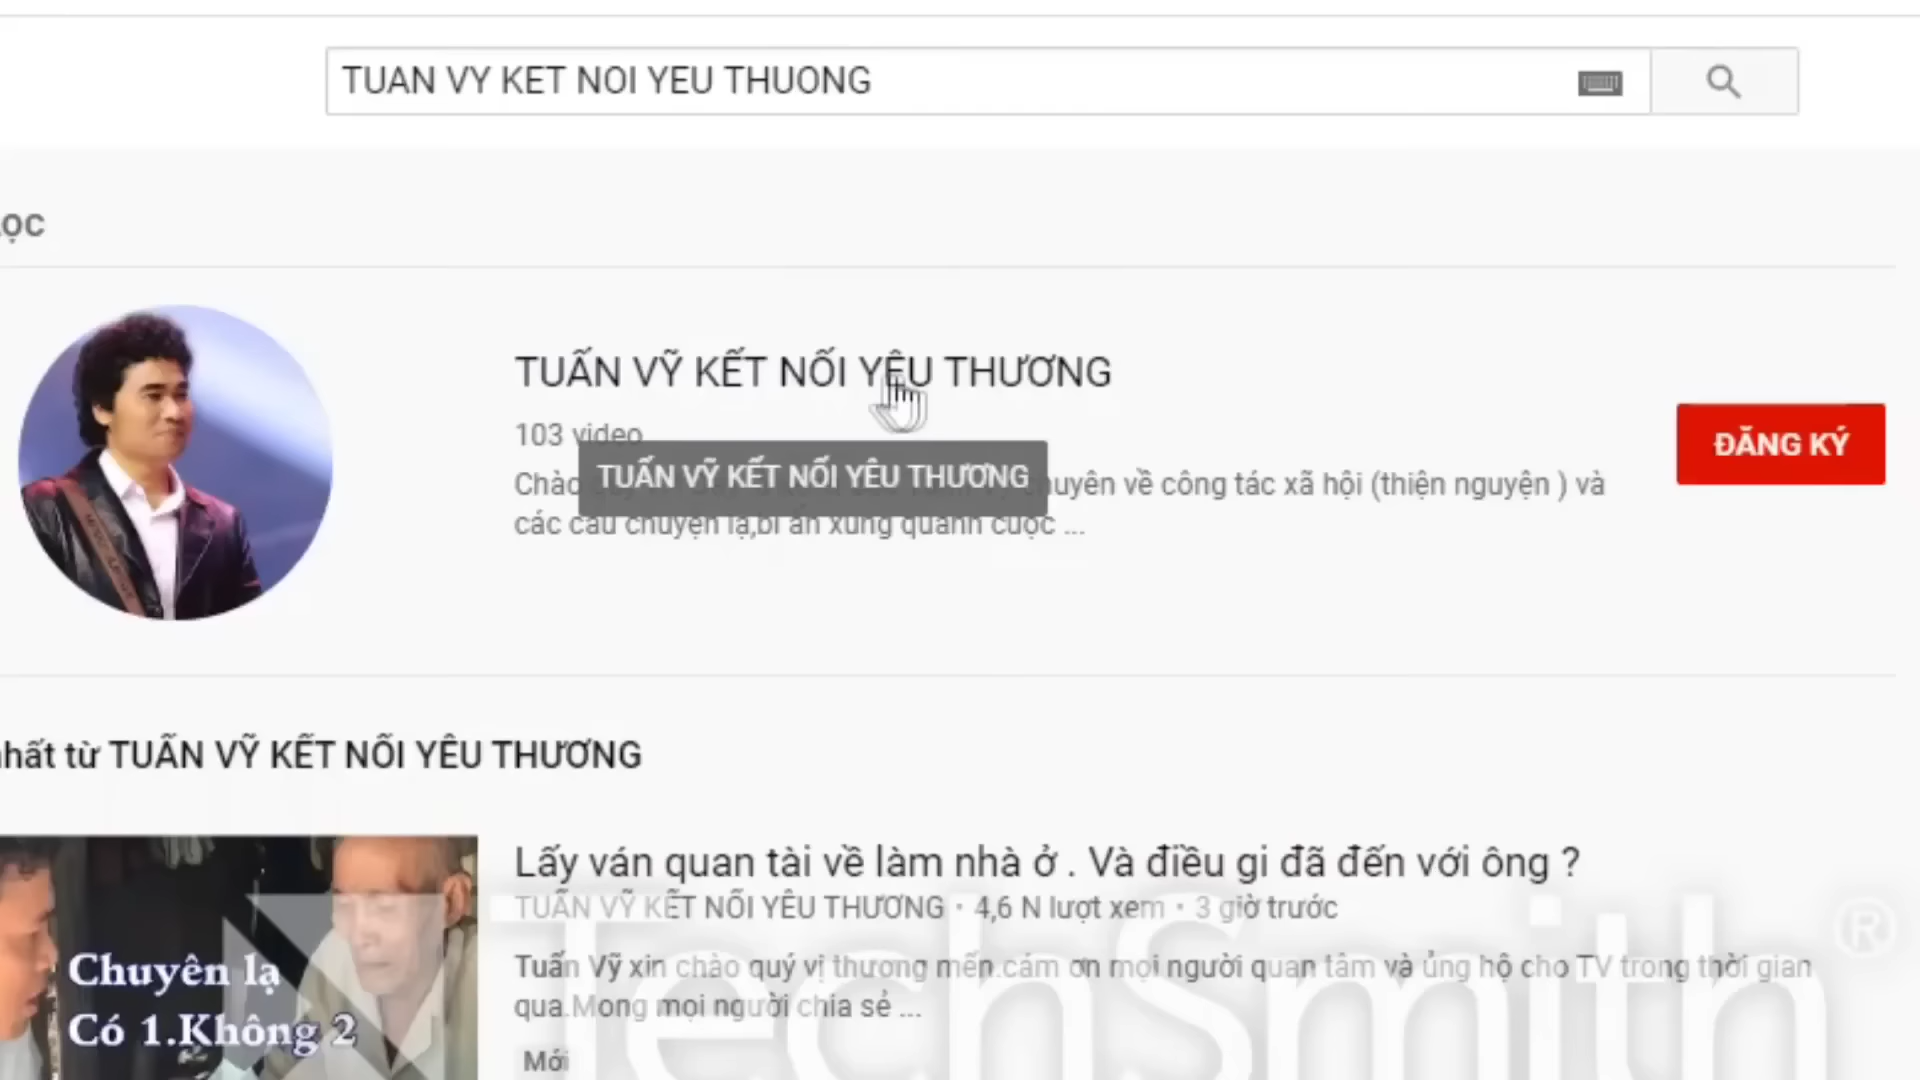 TUAN VY KET NOI YEU THUONG
ọc
TUẤN VỸ KẾT NỐI YÊU THƯƠNG
103 video
ĐĂNG KÝ
TUẤN VỸ KẾT NỐI YÊU THƯƠNG
Chào chuyên về công tác xã hội (thiện nguyện ) và
các câu chuyện lạ,bí ẩn xung quanh cuộc ...
nhất từ TUẤN VỸ KẾT NỐI YÊU THƯƠNG
Lấy ván quan tài về làm nhà ở . Và điều gi đã đến với ông ?
TUẤN VỸ KẾT NỐI YÊU THƯƠNG • 4,6 N lượt xem • 3 giờ trước
Tuấn Vỹ xin chào quý vị thương mến.cám ơn mọi người quan tâm và ủng hộ cho TV trong thời gian
qua.Mong mọi người chia sẻ ...
Mới
Chuyện lạ
Có 1.Không 2
TechSmith®